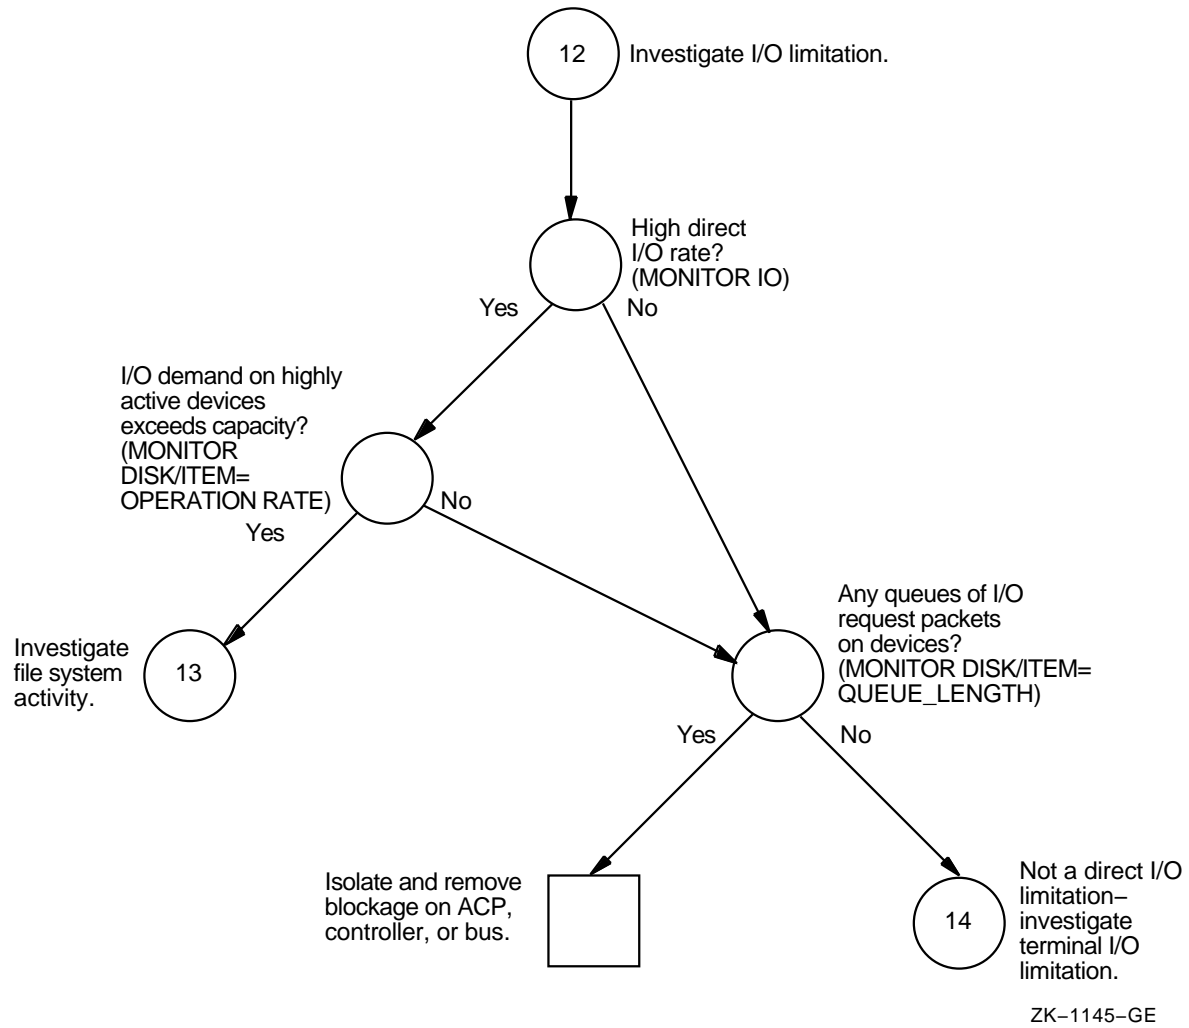 12
Investigate I/O limitation.
High direct
I/O rate?
(MONITOR IO)
Yes
No
I/O demand on highly
active devices
exceeds capacity?
(MONITOR
DISK/ITEM=
OPERATION RATE)
Yes
No
Any queues of I/O
request packets
on devices?
(MONITOR DISK/ITEM=
QUEUE_LENGTH)
Investigate
file system
activity.
13
Yes
No
Isolate and remove
blockage on ACP,
controller, or bus.
14
Not a direct I/O
limitation–
investigate
terminal I/O
limitation.
ZK–1145–GE